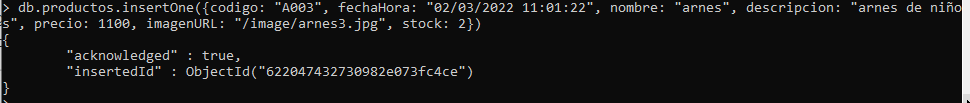 > db.productos.insertOne({codigo: "A003", fechaHora: "02/03/2022 11:01:22", nombre: "arnes", descripcion: "arnes de niño
s", precio: 1100, imagenURL: "/image/arnes3.jpg", stock: 2})
{
        "acknowledged" : true,
        "insertedId" : ObjectId("622047432730982e073fc4ce")
}